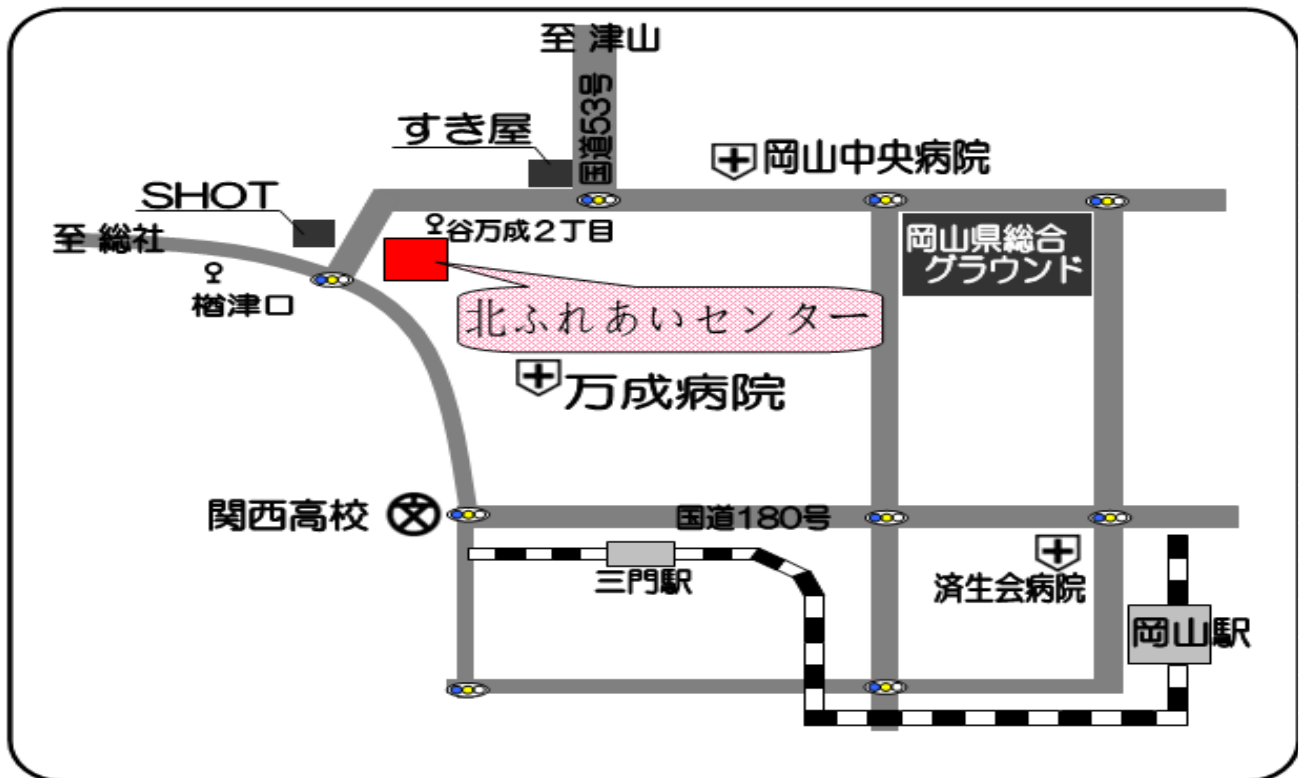 至 津山
国道53号
すき屋
岡山中央病院
SHOT
至 総社
谷万成2丁目
岡山県総合
グラウンド
楢津口
北ふれあいセンター
万成病院
関西高校
国道180号
三門駅
済生会病院
岡山駅